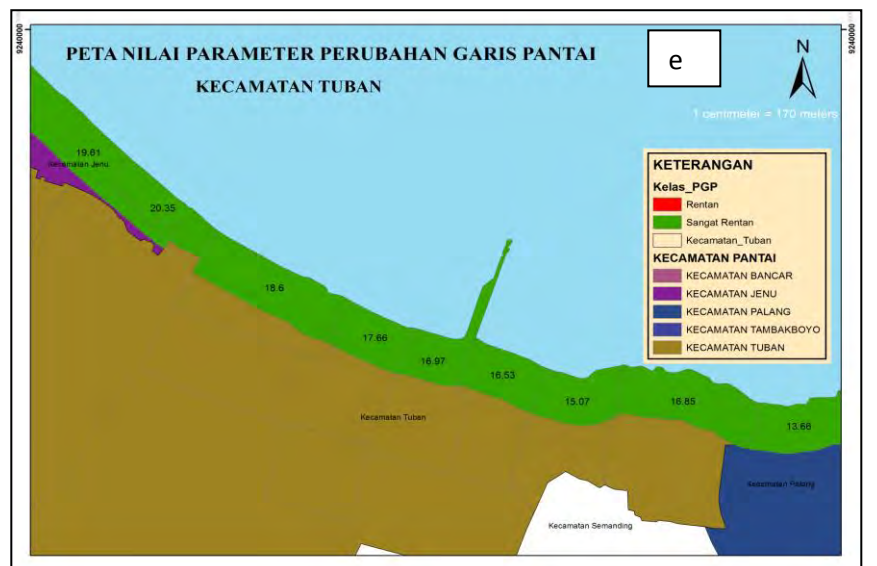 9240000
9240000
PETA NILAI PARAMETER PERUBAHAN GARIS PANTAI
KECAMATAN TUBAN
e
N
1 centimeter = 170 meters
KETERANGAN
Kelas_PGP
Rentan
Sangat Rentan
Kecamatan_Tuban
KECAMATAN PANTAI
KECAMATAN BANCAR
KECAMATAN JENU
KECAMATAN PALANG
KECAMATAN TAMBAKBOYO
KECAMATAN TUBAN
19.61
Kecamatan Jenu
20.35
18.6
17.66
16.97
16.53
15.07
16.85
13.66
Kecamatan Tuban
Kecamatan Palang
Kecamatan Semanding